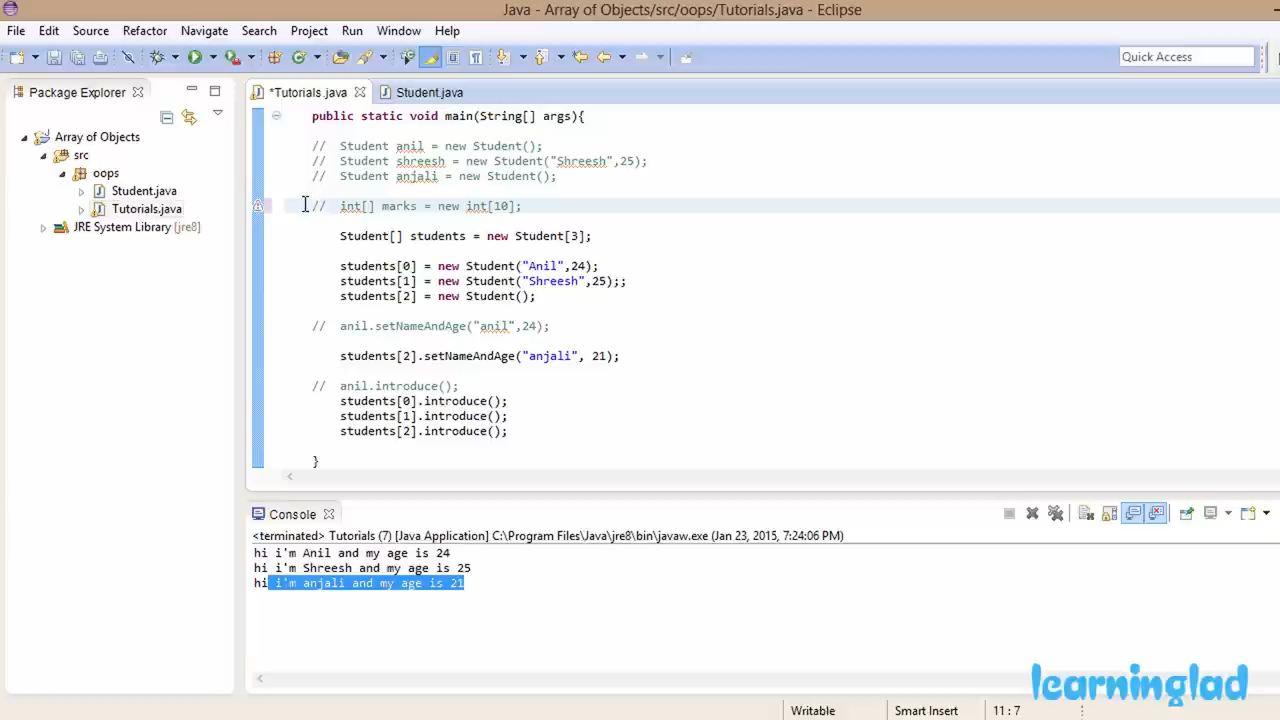 Java - Array of Objects/src/oops/Tutorials.java - Eclipse
File Edit Source Refactor Navigate Search Project Run Window Help
Quick Access
Package Explorer
*Tutorials.java Student.java
Array of Objects
src
oops
Student.java
Tutorials.java
JRE System Library [jre8]
public static void main(String[] args){
// Student anil = new Student();
// Student shreesh = new Student("Shreesh",25);
// Student anjali = new Student();
// int[] marks = new int[10];
Student[] students = new Student[3];
students[0] = new Student("Anil",24);
students[1] = new Student("Shreesh",25);;
students[2] = new Student();
// anil.setNameAndAge("anil",24);
students[2].setNameAndAge("anjali", 21);
// anil.introduce();
students[0].introduce();
students[1].introduce();
students[2].introduce();
}
Console
<terminated> Tutorials (7) [Java Application] C:\Program Files\Java\jre8\bin\javaw.exe (Jan 23, 2015, 7:24:06 PM)
hi i'm Anil and my age is 24
hi i'm Shreesh and my age is 25
hi i'm anjali and my age is 21
learninglad
Writable Smart Insert 11 : 7